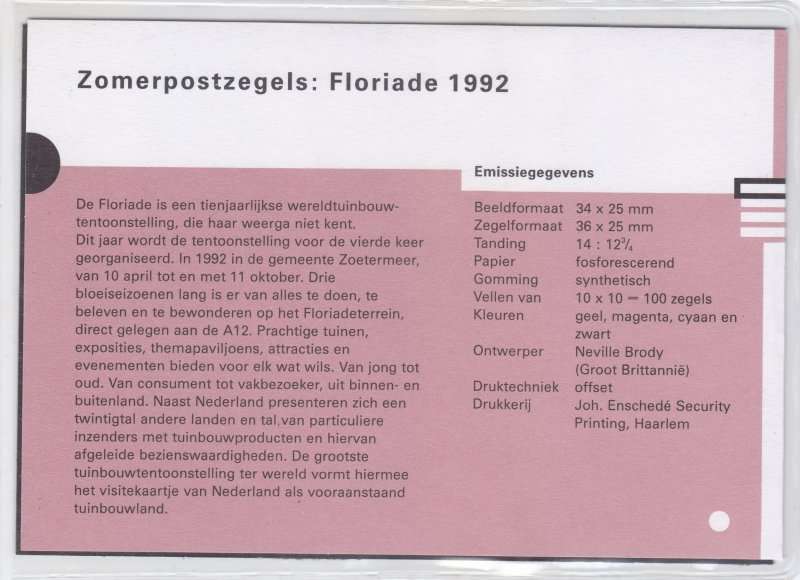 Zomerpostzegels: Floriade 1992
De Floriade is een tienjaarlijkse wereldtuinbouw-
tentoonstelling, die haar weerga niet kent.
Dit jaar wordt de tentoonstelling voor de vierde keer
georganiseerd. In 1992 in de gemeente Zoetermeer,
van 10 april tot en met 11 oktober. Drie
bloeiseizoenen lang is er van alles te doen, te
beleven en te bewonderen op het Floriadeterrein,
direct gelegen aan de A12. Prachtige tuinen,
exposities, themapaviljoens, attracties en
evenementen bieden voor elk wat wils. Van jong tot
oud. Van consument tot vakbezoeker, uit binnen- en
buitenland. Naast Nederland presenteren zich een
twintigtal andere landen en tal van particuliere
inzenders met tuinbouwprodukten en hiervan
afgeleide bezienswaardigheden. De grootste
tuinbouwtentoonstelling ter wereld vormt hiermee
het visitekaartje van Nederland als vooraanstaand
tuinbouwland.
Emissiegegevens
Beeldformaat 34 x 25 mm
Zegelformaat 36 x 25 mm
Tanding 14 : 12¾
Papier fosforescerend
Gomming synthetisch
Vellen van 10 x 10 = 100 zegels
Kleuren geel, magenta, cyaan en
zwart
Ontwerper Neville Brody
(Groot Brittannië)
Druktechniek offset
Drukkerij Joh. Enschedé Security
Printing, Haarlem